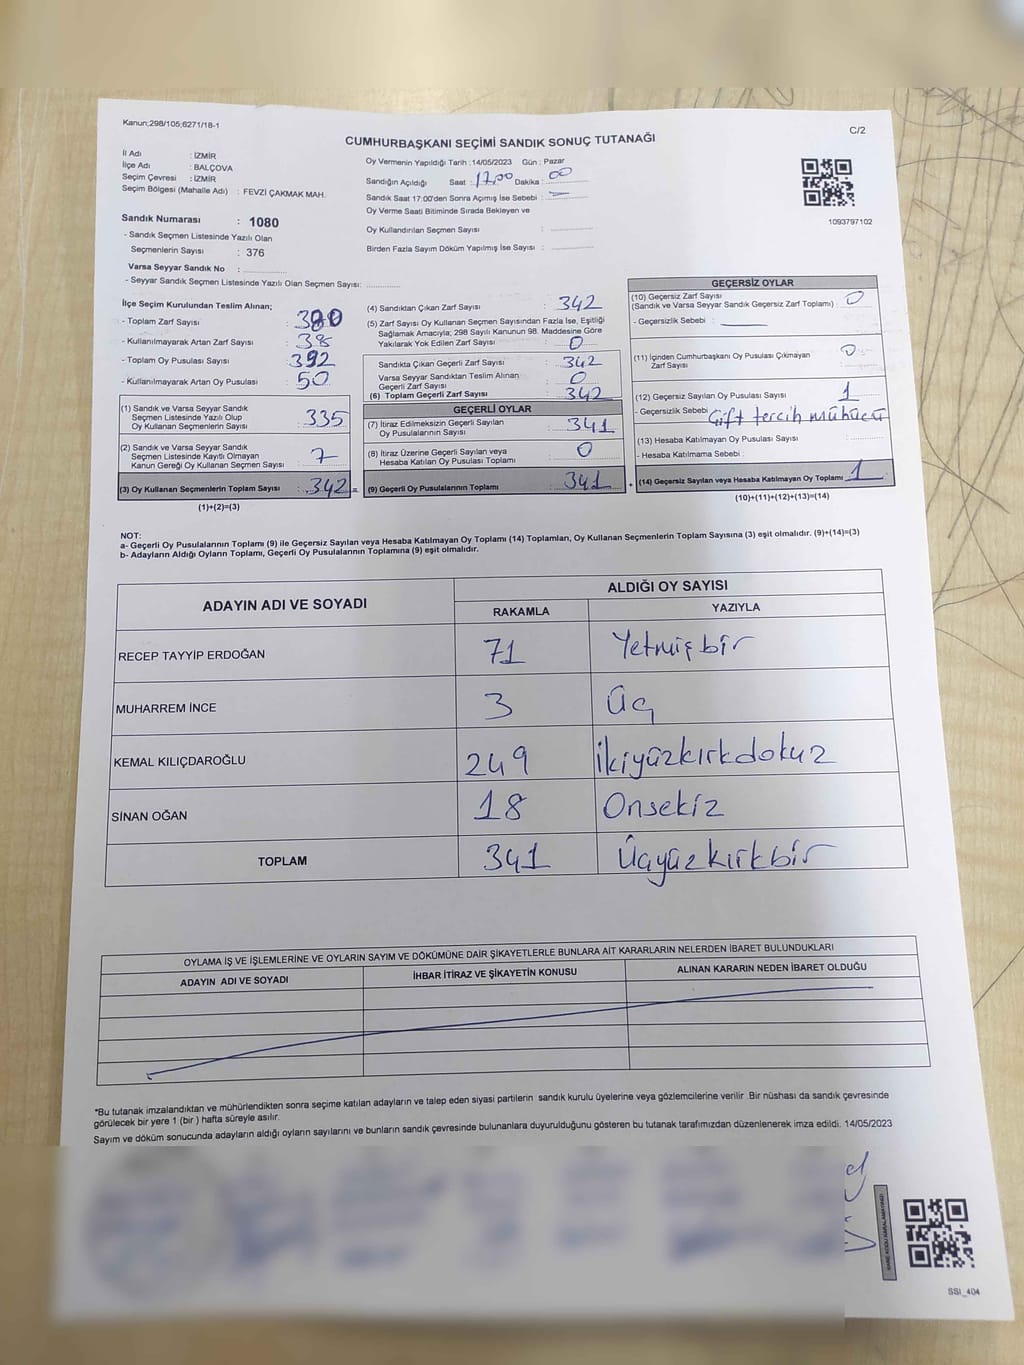 Kanun;298/105;6271/18-1
C/2
CUMHURBAŞKANI SEÇİMİ SANDIK SONUÇ TUTANAĞI
İl Adı : İZMİR
İlçe Adı : BALÇOVA
Seçim Çevresi : İZMİR
Seçim Bölgesi (Mahalle Adı) : FEVZİ ÇAKMAK MAH.
Sandık Numarası : 1080
- Sandık Seçmen Listesinde Yazılı Olan
Seçmenlerin Sayısı : 376
Varsa Seyyar Sandık No :
- Seyyar Sandık Seçmen Listesinde Yazılı Olan Seçmen Sayısı:
Oy Vermenin Yapıldığı Tarih :14/05/2023 Gün : Pazar
Sandığın Açıldığı Saat : 17,00 Dakika : 00
Sandık Saat 17:00'den Sonra Açımış İse Sebebi :
Oy Verme Saati Bitiminde Sırada Bekleyen ve
Oy Kullandırılan Seçmen Sayısı :
Birden Fazla Sayım Döküm Yapılmış İse Sayısı :
1093797102
İlçe Seçim Kurulundan Teslim Alınan;
- Toplam Zarf Sayısı : 380
- Kullanılmayarak Artan Zarf Sayısı : 38
- Toplam Oy Pusulası Sayısı : 392
- Kullanılmayarak Artan Oy Pusulası : 50
(1) Sandık ve Varsa Seyyar Sandık
Seçmen Listesinde Yazılı Olup
Oy Kullanan Seçmenlerin Sayısı : 335
(2) Sandık ve Varsa Seyyar Sandık
Seçmen Listesinde Kayıtlı Olmayan
Kanun Gereği Oy Kullanan Seçmen Sayısı : 7
(3) Oy Kullanan Seçmenlerin Toplam Sayısı : 342 =
(1)+(2)=(3)
(4) Sandıktan Çıkan Zarf Sayısı : 342
(5) Zarf Sayısı Oy Kullanan Seçmen Sayısından Fazla İse, Eşitliği
Sağlamak Amacıyla; 298 Sayılı Kanunun 98. Maddesine Göre
Yakılarak Yok Edilen Zarf Sayısı : 0
Sandıkta Çıkan Geçerli Zarf Sayısı : 342
Varsa Seyyar Sandıktan Teslim Alınan
Geçerli Zarf Sayısı : 0
(6) Toplam Geçerli Zarf Sayısı : 342
GEÇERLİ OYLAR
(7) İtiraz Edilmeksizin Geçerli Sayılan
Oy Pusulalarının Sayısı : 341
(8) İtiraz Üzerine Geçerli Sayılan veya
Hesaba Katılan Oy Pusulası Toplamı : 0
(9) Geçerli Oy Pusulalarının Toplamı : 341 +
GEÇERSİZ OYLAR
(10) Geçersiz Zarf Sayısı
(Sandık ve Varsa Seyyar Sandık Geçersiz Zarf Toplamı) : 0
- Geçersizlik Sebebi :
(11) İçinden Cumhurbaşkanı Oy Pusulası Çıkmayan
Zarf Sayısı : 0
(12) Geçersiz Sayılan Oy Pusulası Sayısı : 1
- Geçersizlik Sebebi : Çift tercih mühürü
(13) Hesaba Katılmayan Oy Pusulası Sayısı :
- Hesaba Katılmama Sebebi :
(14) Geçersiz Sayılan veya Hesaba Katılmayan Oy Toplamı : 1
(10)+(11)+(12)+(13)=(14)
NOT:
a- Geçerli Oy Pusulalarının Toplamı (9) ile Geçersiz Sayılan veya Hesaba Katılmayan Oy Toplamı (14) Toplamları, Oy Kullanan Seçmenlerin Toplam Sayısına (3) eşit olmalıdır. (9)+(14)=(3)
b- Adayların Aldığı Oyların Toplamı, Geçerli Oy Pusulalarının Toplamına (9) eşit olmalıdır.
ADAYIN ADI VE SOYADI
ALDIĞI OY SAYISI
RAKAMLA YAZIYLA
RECEP TAYYİP ERDOĞAN 71 Yetmişbir
MUHARREM İNCE 3 Üç
KEMAL KILIÇDAROĞLU 249 ikiyüzkırkdokuz
SİNAN OĞAN 18 Onsekiz
TOPLAM 341 Üçyüzkırkbir
OYLAMA İŞ VE İŞLEMLERİNE VE OYLARIN SAYIM VE DÖKÜMÜNE DAİR ŞİKAYETLERLE BUNLARA AİT KARARLARIN NELERDEN İBARET BULUNDUKLARI
ADAYIN ADI VE SOYADI İHBAR İTİRAZ VE ŞİKAYETİN KONUSU ALINAN KARARIN NEDEN İBARET OLDUĞU
*Bu tutanak imzalandıktan ve mühürlendikten sonra seçime katılan adayların ve talep eden siyasi partilerin sandık kurulu üyelerine veya gözlemcilerine verilir .Bir nüshası da sandık çevresinde
görülecek bir yere 1 (bir ) hafta süreyle asılır.
Sayım ve döküm sonucunda adayların aldığı oyların sayılarını ve bunların sandık çevresinde bulunanlara duyurulduğunu gösteren bu tutanak tarafımızdan düzenlenerek imza edildi. 14/05/2023
KARE KODU KARALAMAYINIZ!
SSI_404